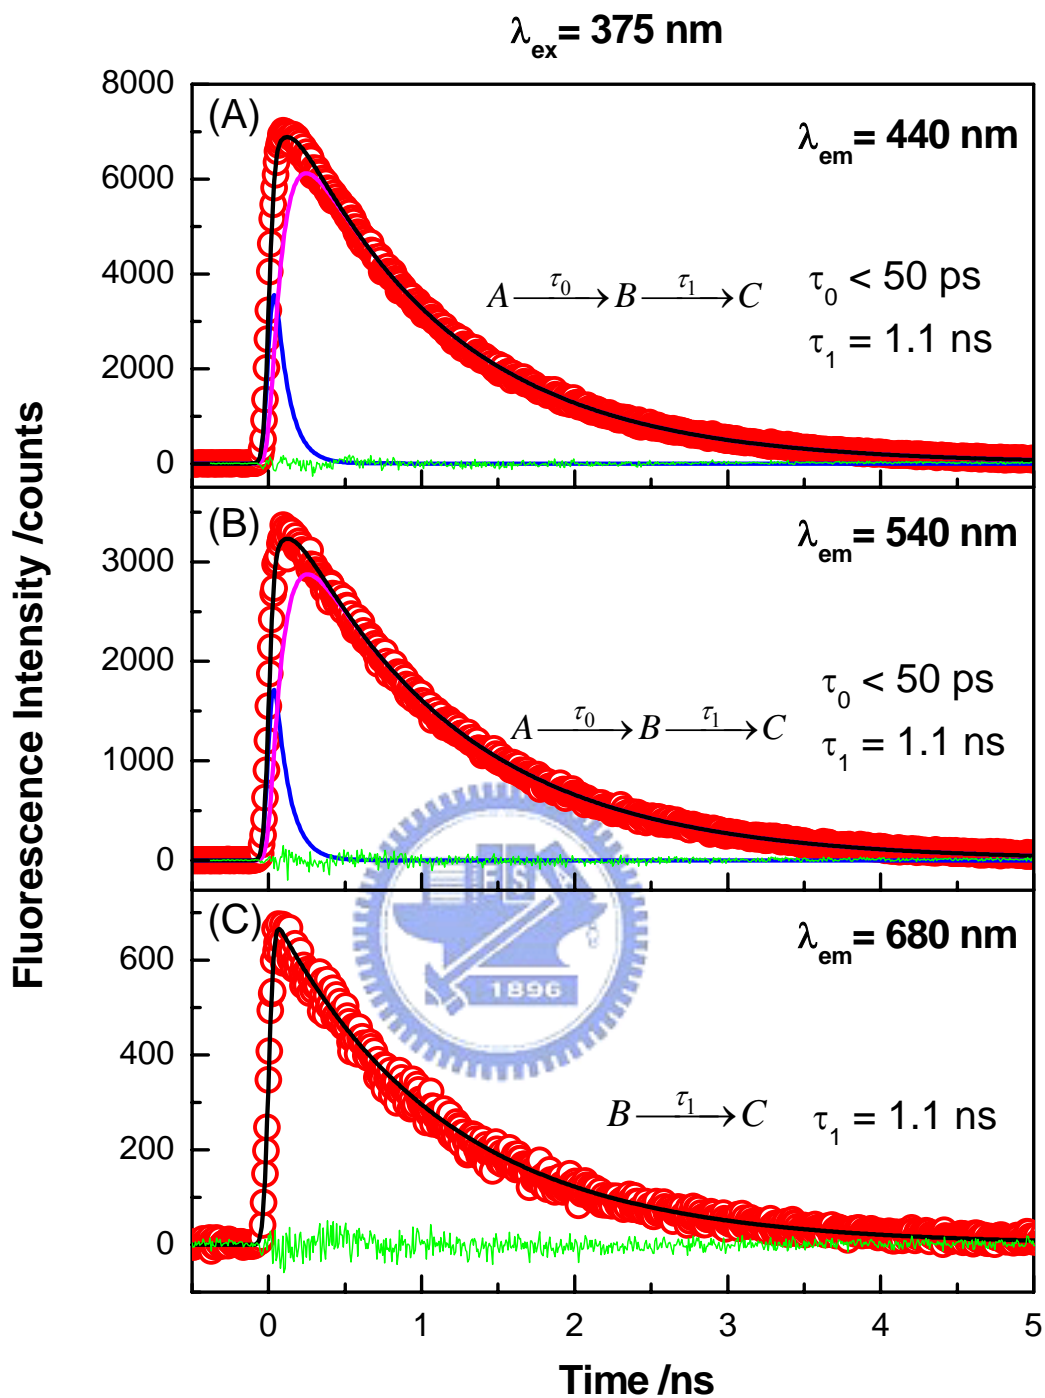 λex= 375 nm
Fluorescence Intensity /counts
8000
(A)
λem= 440 nm
6000
4000
A τ0→ B τ1→ C
τ0 < 50 ps
τ1 = 1.1 ns
2000
0
(B)
λem= 540 nm
3000
2000
A τ0→ B τ1→ C
τ0 < 50 ps
τ1 = 1.1 ns
1000
0
ES
1896
(C)
λem= 680 nm
600
400
B τ1→ C
τ1 = 1.1 ns
200
0
0 1 2 3 4 5
Time /ns